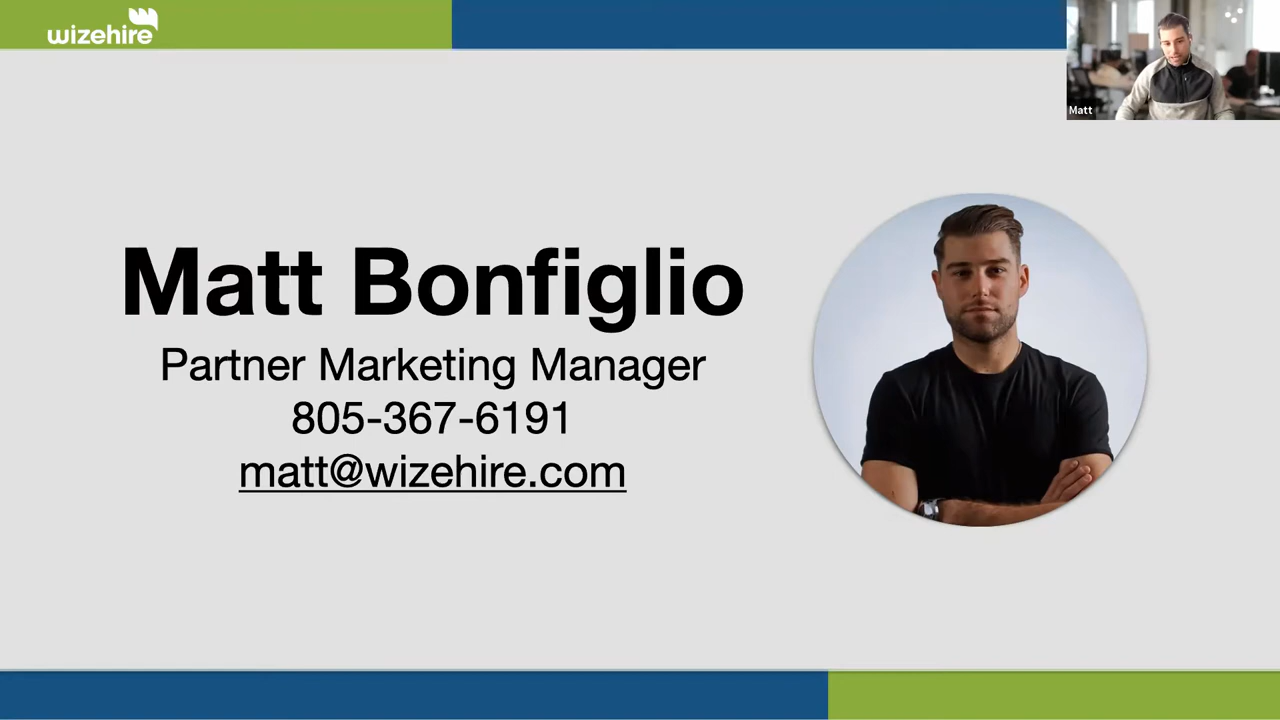 wizehire
Matt
Matt Bonfiglio
Partner Marketing Manager
805-367-6191
matt@wizehire.com